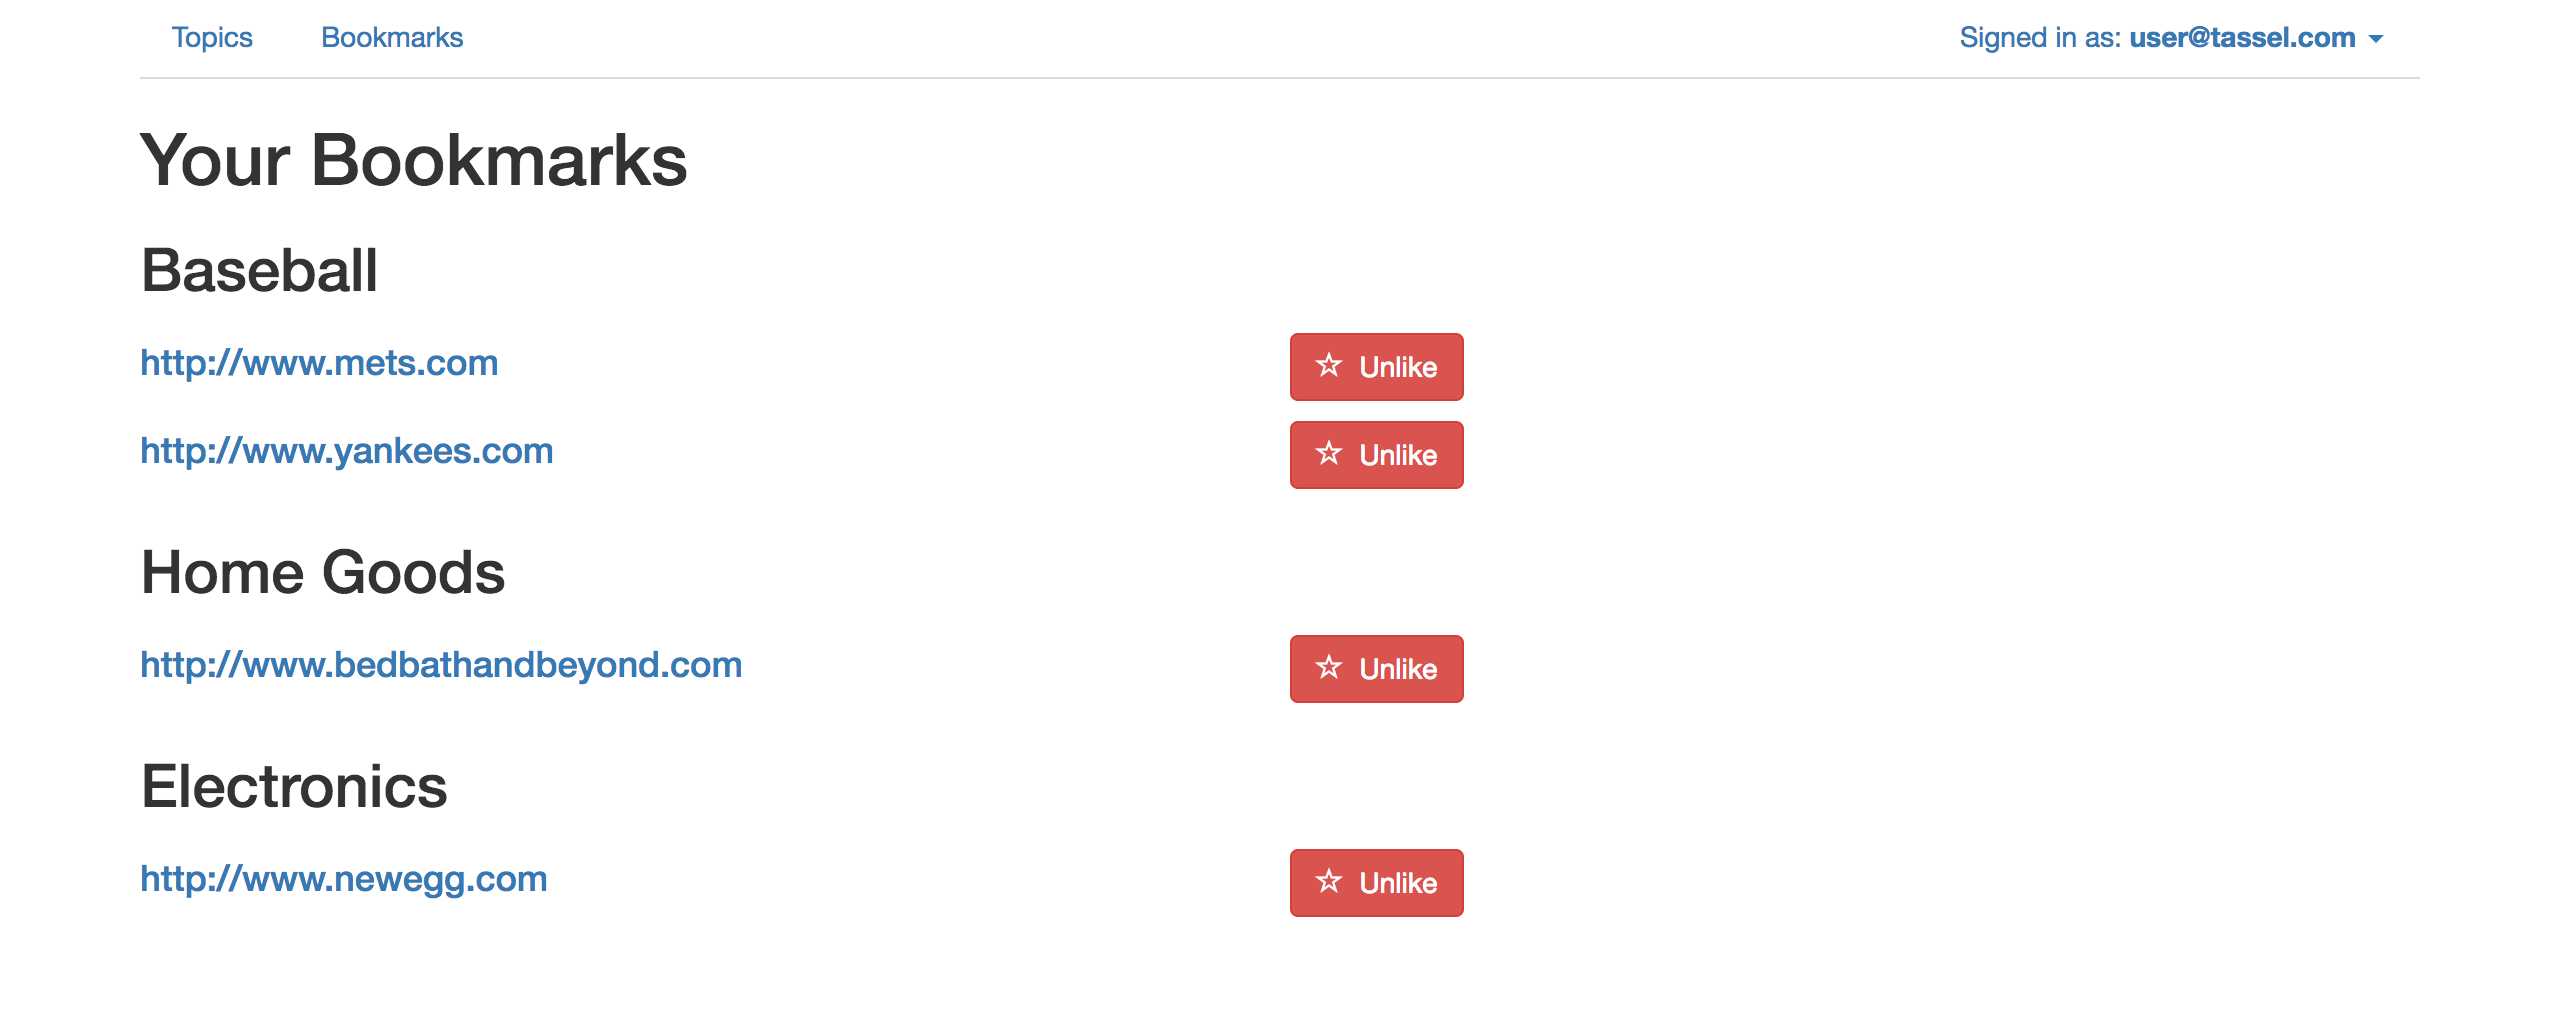 Topics Bookmarks Signed in as: user@tassel.com
Your Bookmarks
Baseball
http://www.mets.com Unlike
http://www.yankees.com Unlike
Home Goods
http://www.bedbathandbeyond.com Unlike
Electronics
http://www.newegg.com Unlike